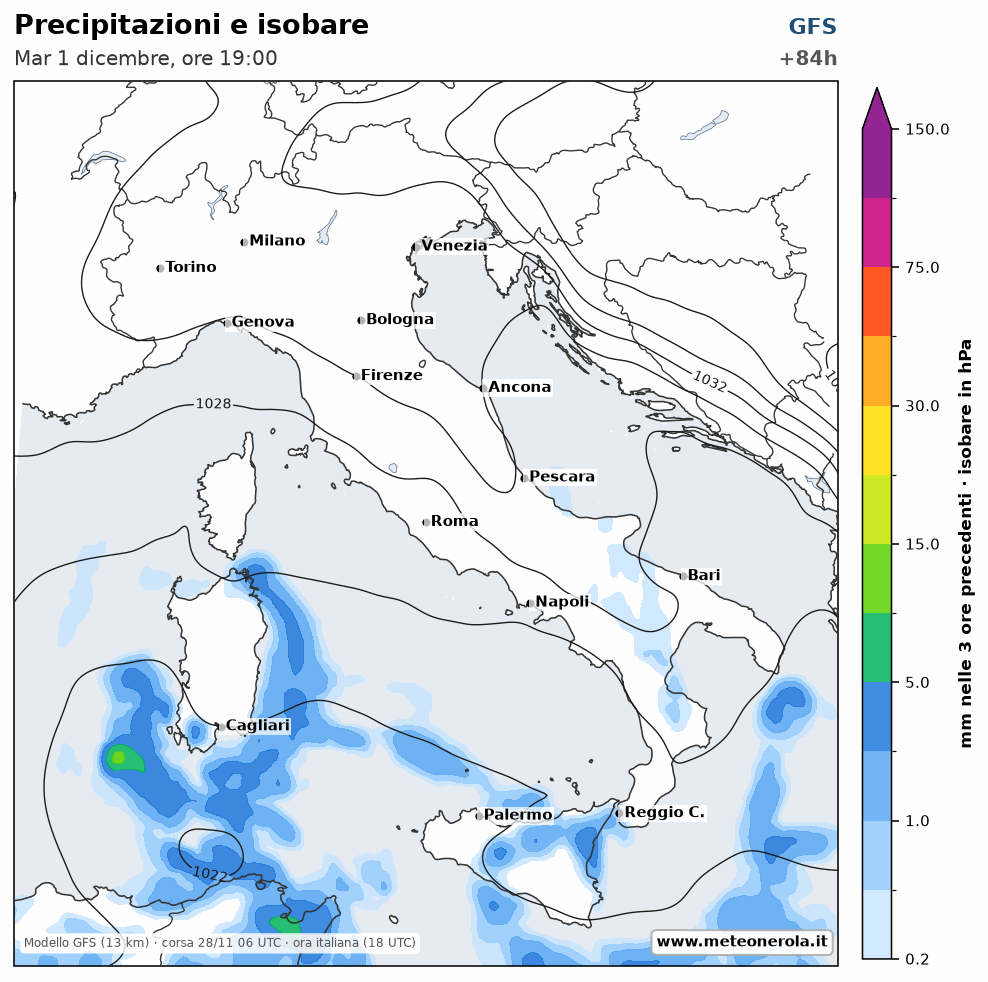 Precipitazioni e isobare
GFS
Mar 1 dicembre, ore 19:00
+84h
150.0
75.0
30.0
15.0
5.0
1.0
0.2
mm nelle 3 ore precedenti · isobare in hPa
Milano
Venezia
Torino
Genova
Bologna
Firenze
Ancona
1032
1028
Pescara
Roma
Bari
Napoli
Cagliari
Palermo
Reggio C.
1022
Modello GFS (13 km) · corsa 28/11 06 UTC · ora italiana (18 UTC)
www.meteonerola.it